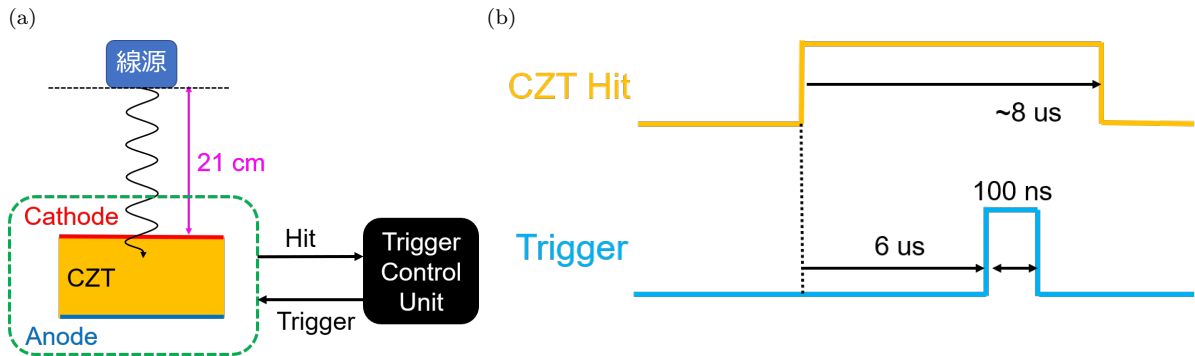 (a)
線源
21 cm
Cathode
CZT
Anode
Hit
Trigger
Trigger
Control
Unit
(b)
CZT Hit
~8 us
100 ns
Trigger
6 us